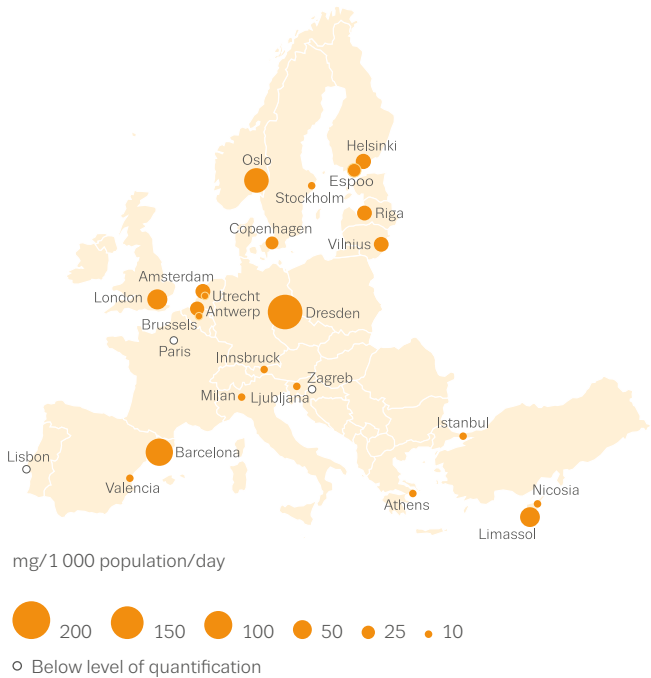 Helsinki
Oslo
Espoo
Stockholm
Riga
Copenhagen
Vilnius
Amsterdam
London
Utrecht
Antwerp
Dresden
Brussels
Paris
Innsbruck
Zagreb
Milan
Ljubljana
Istanbul
Barcelona
Lisbon
Valencia
Nicosia
Athens
Limassol
mg/1 000 population/day
200 150 100 50 25 10
Below level of quantification